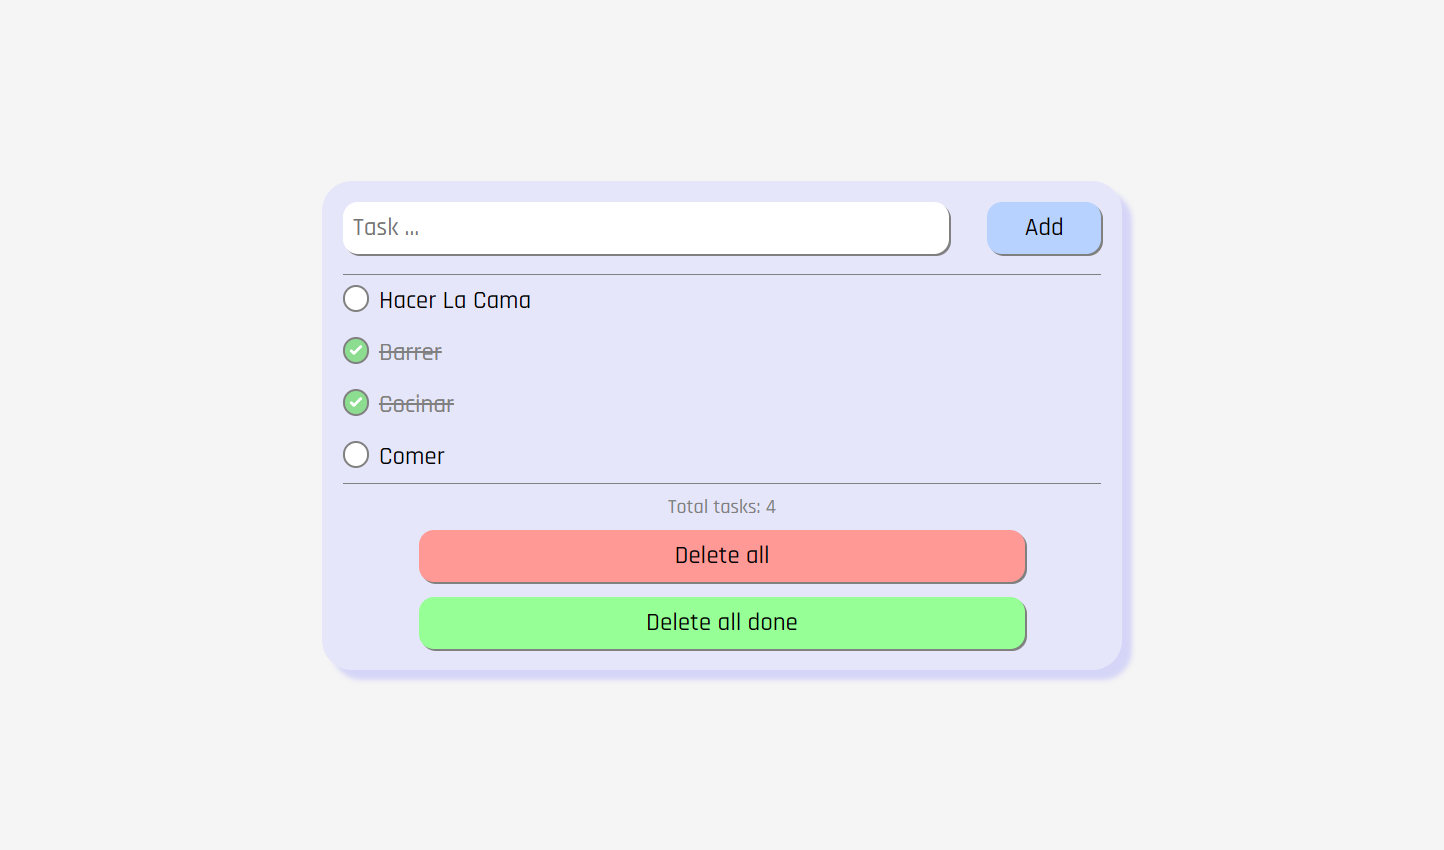 Task ...
Add
Hacer La Cama
Barrer
Cocinar
Comer
Total tasks: 4
Delete all
Delete all done